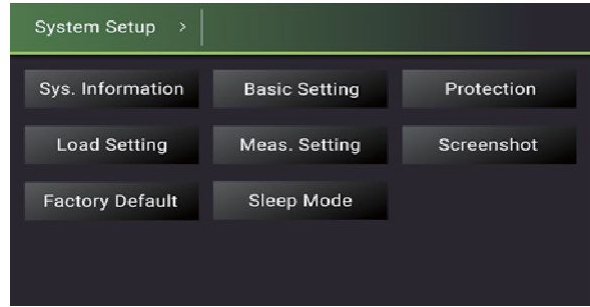 System Setup >
Sys. Information Basic Setting Protection
Load Setting Meas. Setting Screenshot
Factory Default Sleep Mode